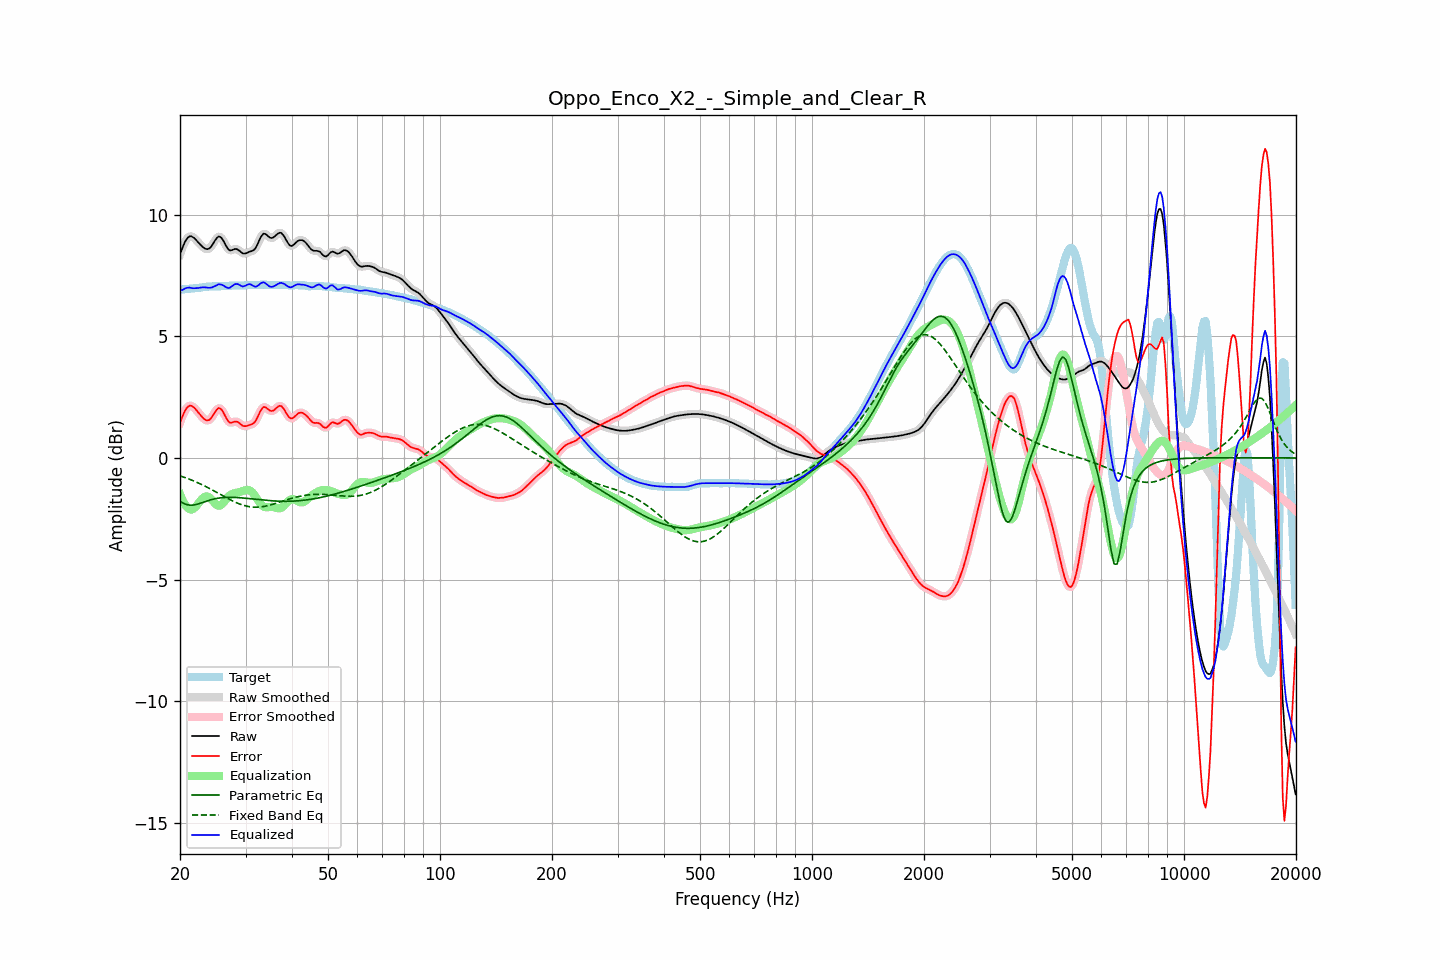 Oppo_Enco_X2_-_Simple_and_Clear_R
Amplitude (dBr)
10
5
0
−5
−10
−15
Target
Raw Smoothed
Error Smoothed
Raw
Error
Equalization
Parametric Eq
Fixed Band Eq
Equalized
20 50 100 200 500 1000 2000 5000 10000 20000
Frequency (Hz)